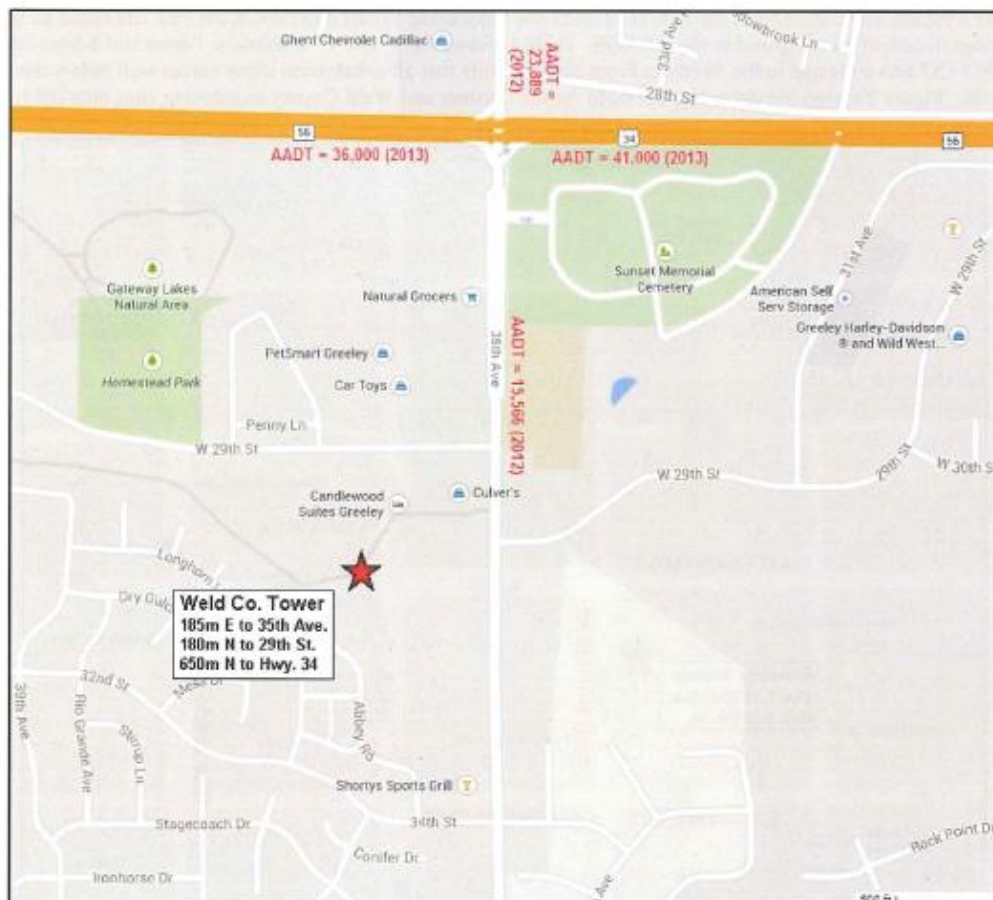 Ghent Chevrolet Cadillac
AADT =
23,889
(2012)
33rd Ave
28th St
56
34
56
AADT = 36,000 (2013)
AADT = 41,000 (2013)
Gateway Lakes
Natural Area
Natural Grocers
Sunset Memorial
Cemetery
31st Ave
W 29th St
American Self
Serv Storage
Greeley Harley-Davidson
® and Wild West...
35th Ave
AADT = 15,566 (2012)
PetSmart Greeley
Homestead Park
Car Toys
Penny Ln
W 29th St
W 29th St
29th St
W 30th St
Candlewood
Suites Greeley
Culver's
Longhorn
Dry Gulch
Weld Co. Tower
185m E to 35th Ave.
180m N to 29th St.
650m N to Hwy. 34
32nd St
39th Ave
Rio Grande Ave
Stirrup Ln
Abbey Rd
Shortys Sports Grill
Stagecoach Dr
34th St
Conifer Dr
Ironhorse Dr
Ave
Rock Point Dr